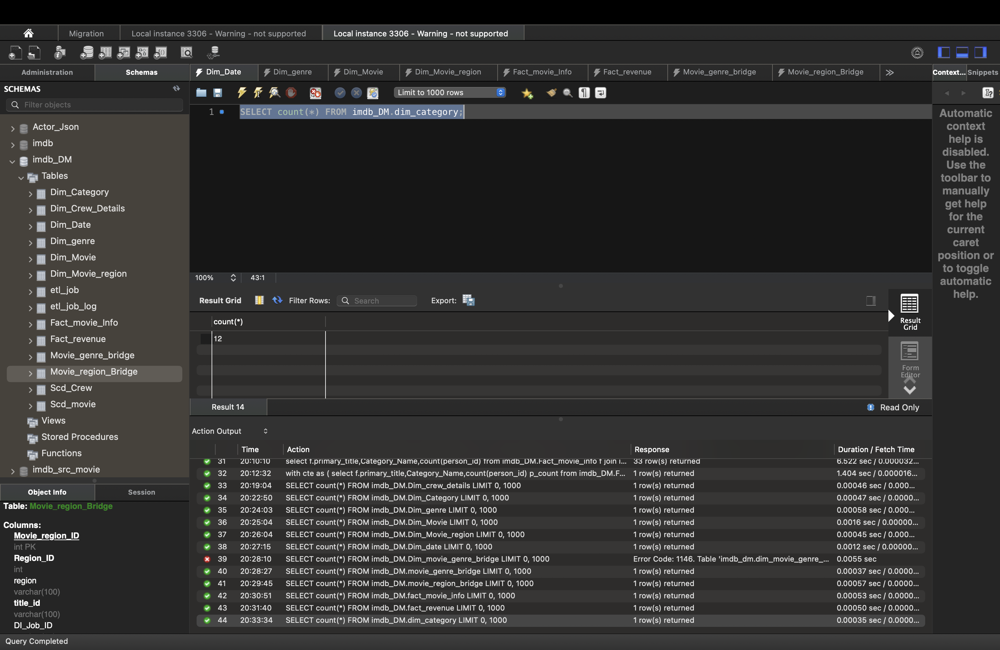 Migration
Local instance 3306 - Warning - not supported
Local instance 3306 - Warning - not supported
Administration
Schemas
Dim_Date
Dim_genre
Dim_Movie
Dim_Movie_region
Fact_movie_Info
Fact_revenue
Movie_genre_bridge
Movie_region_Bridge
Context...
Snippets
SCHEMAS
Filter objects
Actor_Json
imdb
imdb_DM
Tables
Dim_Category
Dim_Crew_Details
Dim_Date
Dim_genre
Dim_Movie
Dim_Movie_region
etl_job
etl_job_log
Fact_movie_Info
Fact_revenue
Movie_genre_bridge
Movie_region_Bridge
Scd_Crew
Scd_movie
Views
Stored Procedures
Functions
imdb_src_movie
Object Info
Session
Table: Movie_region_Bridge
Columns:
Movie_region_ID
int PK
Region_ID
int
region
varchar(100)
title_id
varchar(100)
DI_Job_ID
Query Completed
Limit to 1000 rows
1 SELECT count(*) FROM imdb_DM.dim_category;
100%
43:1
Result Grid
Filter Rows:
Search
Export:
count(*)
12
Result Grid
Form Editor
Result 14
Read Only
Action Output
Time Action Response Duration / Fetch Time
31 20:10:10 select f.primary_title,Category_Name,count(person_id) from imdb_DM.Fact_movie_info f join i... 33 row(s) returned 6.522 sec / 0.000032...
32 20:12:32 with cte as ( select f.primary_title,Category_Name,count(person_id) p_count from imdb_DM.F... 1 row(s) returned 1.404 sec / 0.000016...
33 20:19:04 SELECT count(*) FROM imdb_DM.Dim_crew_details LIMIT 0, 1000 1 row(s) returned 0.00046 sec / 0.000...
34 20:22:50 SELECT count(*) FROM imdb_DM.Dim_Category LIMIT 0, 1000 1 row(s) returned 0.00047 sec / 0.0000...
35 20:24:03 SELECT count(*) FROM imdb_DM.Dim_genre LIMIT 0, 1000 1 row(s) returned 0.00058 sec / 0.000...
36 20:25:04 SELECT count(*) FROM imdb_DM.Dim_Movie LIMIT 0, 1000 1 row(s) returned 0.0016 sec / 0.00000...
37 20:26:04 SELECT count(*) FROM imdb_DM.Dim_Movie_region LIMIT 0, 1000 1 row(s) returned 0.00045 sec / 0.000...
38 20:27:15 SELECT count(*) FROM imdb_DM.Dim_date LIMIT 0, 1000 1 row(s) returned 0.0012 sec / 0.00000...
39 20:28:10 SELECT count(*) FROM imdb_DM.Dim_movie_genre_bridge LIMIT 0, 1000 Error Code: 1146. Table 'imdb_dm.dim_movie_genre_... 0.0055 sec
40 20:28:27 SELECT count(*) FROM imdb_DM.movie_genre_bridge LIMIT 0, 1000 1 row(s) returned 0.00037 sec / 0.0000...
41 20:29:45 SELECT count(*) FROM imdb_DM.movie_region_bridge LIMIT 0, 1000 1 row(s) returned 0.00057 sec / 0.0000...
42 20:30:51 SELECT count(*) FROM imdb_DM.fact_movie_info LIMIT 0, 1000 1 row(s) returned 0.00053 sec / 0.0000...
43 20:31:40 SELECT count(*) FROM imdb_DM.fact_revenue LIMIT 0, 1000 1 row(s) returned 0.00050 sec / 0.0000...
44 20:33:34 SELECT count(*) FROM imdb_DM.dim_category LIMIT 0, 1000 1 row(s) returned 0.00035 sec / 0.0000...
Automatic
context
help is
disabled.
Use the
toolbar to
manually
get help
for the
current
caret
position or
to toggle
automatic
help.